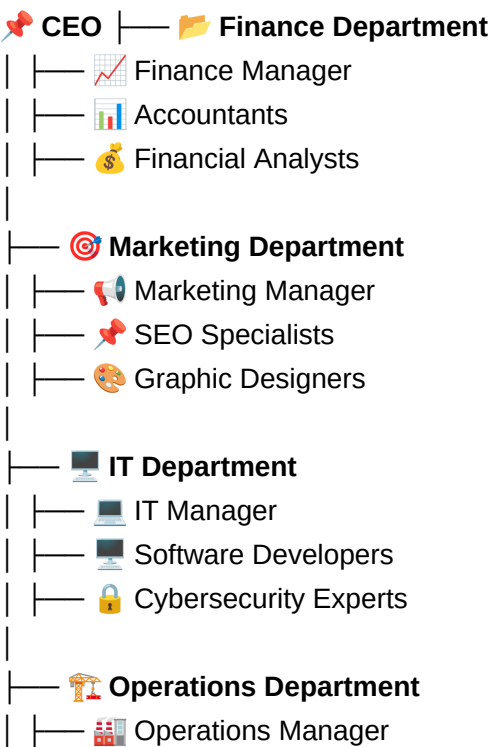 📌 CEO ├── 📂 Finance Department
│ ├── 📈 Finance Manager
│ ├── 📊 Accountants
│ ├── 💰 Financial Analysts
│
├── 🎯 Marketing Department
│ ├── 📢 Marketing Manager
│ ├── 📌 SEO Specialists
│ ├── 🎨 Graphic Designers
│
├── 🖥️ IT Department
│ ├── 💻 IT Manager
│ ├── 🖥️ Software Developers
│ ├── 🔒 Cybersecurity Experts
│
├── 🏗️ Operations Department
│ ├── 🏭 Operations Manager